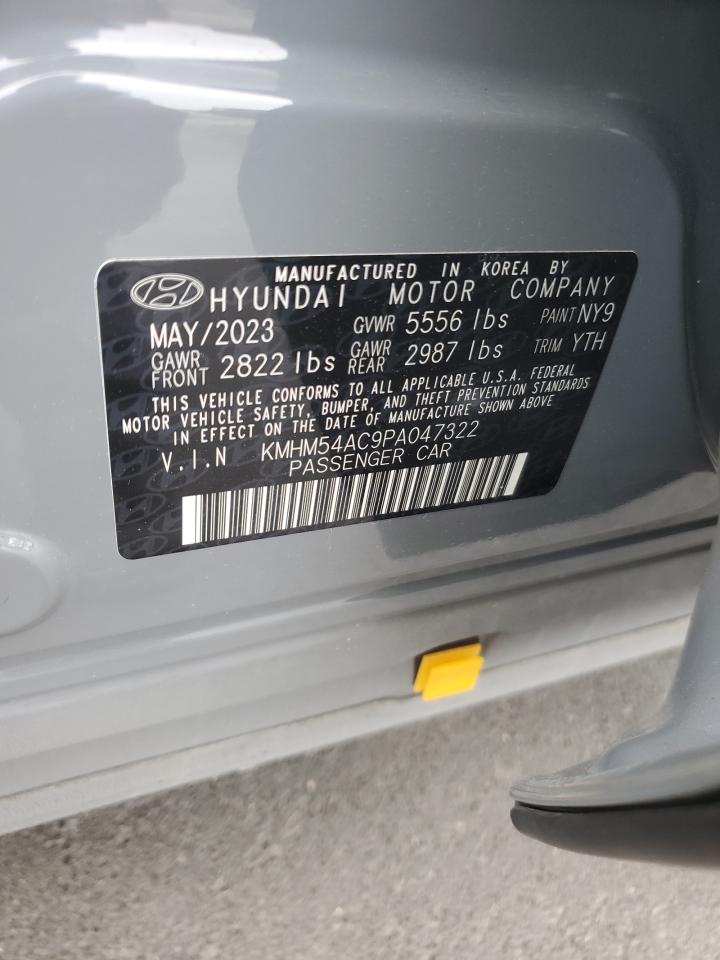 MANUFACTURED IN KOREA BY
HYUNDAI MOTOR COMPANY
MAY/2023 GVWR 5556 lbs PAINT NY9
GAWR FRONT 2822 lbs GAWR REAR 2987 lbs TRIM YTH
THIS VEHICLE CONFORMS TO ALL APPLICABLE U.S.A. FEDERAL
MOTOR VEHICLE SAFETY, BUMPER, AND THEFT PREVENTION STANDARDS
IN EFFECT ON THE DATE OF MANUFACTURE SHOWN ABOVE
V.I.N KMHM54AC9PA047322
PASSENGER CAR